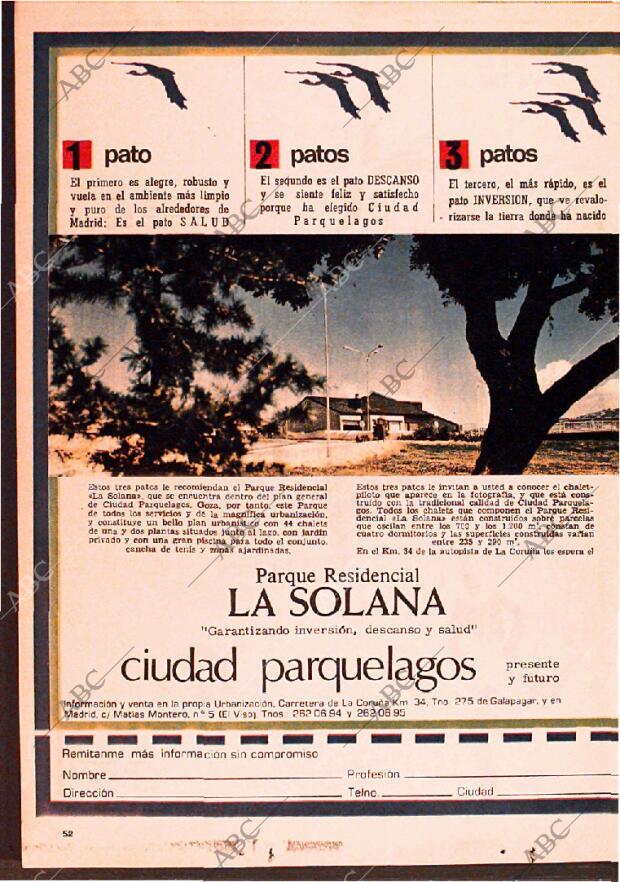 1 pato
El primero es alegre, robusto y
vuela en el ambiente más limpio
y puro de los alrededores de
Madrid: Es el pato SALUD
2 patos
El segundo es el pato DESCANSO
y se siente feliz y satisfecho
porque ha elegido Ciudad
Parquelagos
3 patos
El tercero, el más rápido, es el
pato INVERSION, que ve revalo-
rizarse la tierra donde ha nacido
Estos tres patos le recomiendan el Parque Residencial
«La Solana», que se encuentra dentro del plan general
de Ciudad Parquelagos. Goza, por tanto, este Parque
de todos los servicios y de la magnífica urbanización,
y constituye un bello plan urbanístico con 44 chalets
de una y dos plantas situados junto al lago, con jardín
privado y con una gran piscina para todo el conjunto,
cancha de tenis y zonas ajardinadas.
Estos tres patos le invitan a usted a conocer el chalet-
piloto que aparece en la fotografía, y que está cons-
truido con la tradicional calidad de Ciudad Parquela-
gos. Todos los chalets que componen el Parque Resi-
dencial «La Solana» están construidos sobre parcelas
que oscilan entre los 700 y los 1.200 m², constan de
cuatro dormitorios y las superficies construidas varían
entre 235 y 290 m².
En el Km. 34 de la autopista de La Coruña les espera el
Parque Residencial
LA SOLANA
"Garantizando inversión, descanso y salud"
ciudad parquelagos
presente
y futuro
Información y venta en la propia Urbanización, Carretera de La Coruña Km. 34, Tno. 275 de Galapagar, y en
Madrid, c/ Matías Montero, nº 5 (El Viso). Tnos. 262 06 94 y 262 06 95
Remítanme más información sin compromiso
Nombre Profesión
Dirección Telno. Ciudad
52
ABC